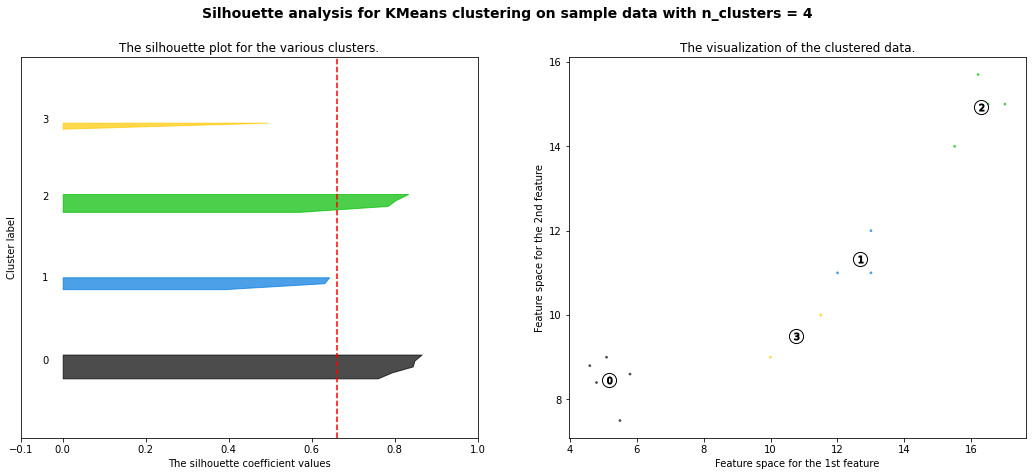 Silhouette analysis for KMeans clustering on sample data with n_clusters = 4
The silhouette plot for the various clusters.
Cluster label
3
2
1
0
−0.1 0.0 0.2 0.4 0.6 0.8 1.0
The silhouette coefficient values
The visualization of the clustered data.
Feature space for the 2nd feature
16
14
12
10
8
2
1
3
0
4 6 8 10 12 14 16
Feature space for the 1st feature